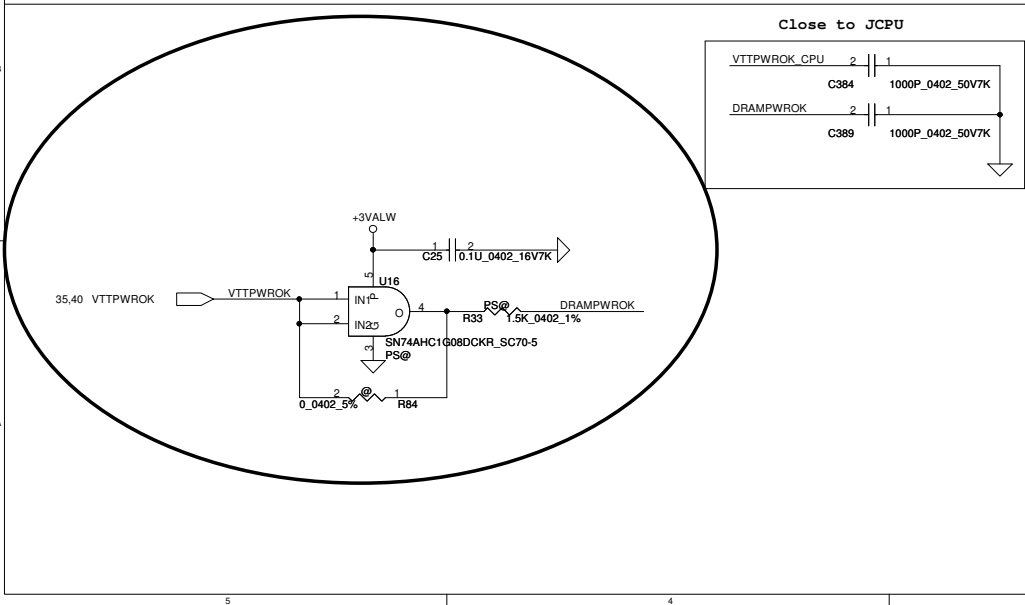 Close to JCPU
VTTPWROK_CPU 2 1
C384 1000P_0402_50V7K
DRAMPWROK 2 1
C389 1000P_0402_50V7K
+3VALW
1 2
C25 0.1U_0402_16V7K
5
U16
35,40 VTTPWROK VTTPWROK 1 IN1 P
O 4
PS@ DRAMPWROK
R33 1.5K_0402_1%
2 IN2 G
3
SN74AHC1G08DCKR_SC70-5
PS@
2 @ 1
0_0402_5% R84
5 4